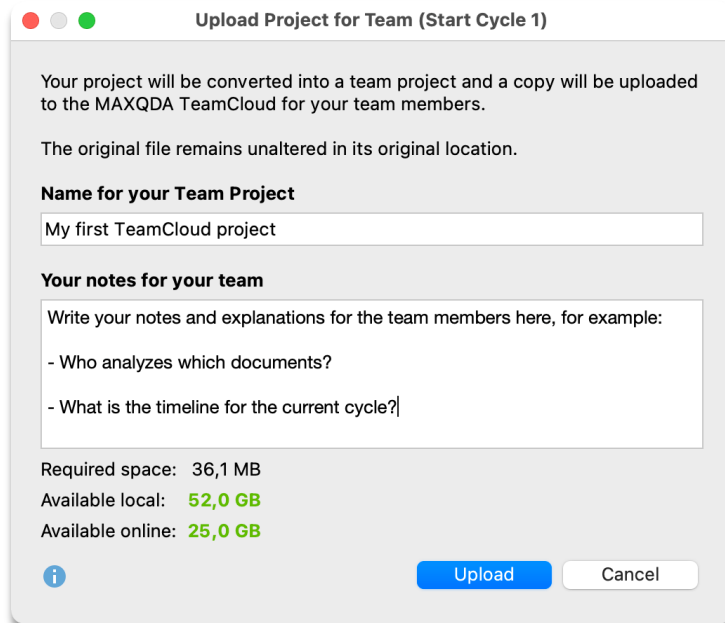 Upload Project for Team (Start Cycle 1)
Your project will be converted into a team project and a copy will be uploaded
to the MAXQDA TeamCloud for your team members.
The original file remains unaltered in its original location.
Name for your Team Project
My first TeamCloud project
Your notes for your team
Write your notes and explanations for the team members here, for example:
- Who analyzes which documents?
- What is the timeline for the current cycle?
Required space: 36,1 MB
Available local: 52,0 GB
Available online: 25,0 GB
Upload Cancel